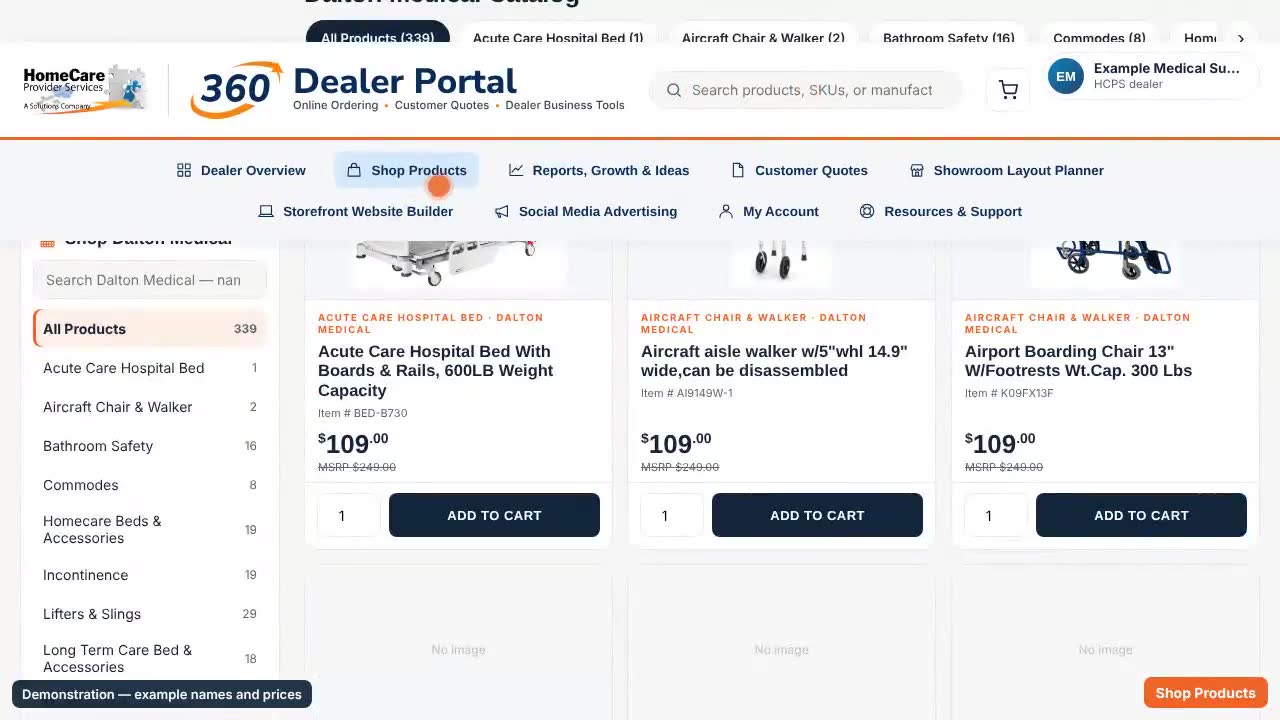 All Products (339)
Acute Care Hospital Bed (1)
Aircraft Chair & Walker (2)
Bathroom Safety (16)
Commodes (8)
HomeCare
Provider Services
A Solutions Company
360
Dealer Portal
Online Ordering • Customer Quotes • Dealer Business Tools
Search products, SKUs, or manufact
EM
Example Medical Su...
HCPS dealer
Dealer Overview
Shop Products
Reports, Growth & Ideas
Customer Quotes
Showroom Layout Planner
Storefront Website Builder
Social Media Advertising
My Account
Resources & Support
Shop Dalton Medical
Search Dalton Medical — nan
All Products 339
Acute Care Hospital Bed 1
Aircraft Chair & Walker 2
Bathroom Safety 16
Commodes 8
Homecare Beds &
Accessories 19
Incontinence 19
Lifters & Slings 29
Long Term Care Bed &
Accessories 18
ACUTE CARE HOSPITAL BED · DALTON
MEDICAL
Acute Care Hospital Bed With
Boards & Rails, 600LB Weight
Capacity
Item # BED-B730
$109.00
MSRP $249.00
1
ADD TO CART
AIRCRAFT CHAIR & WALKER · DALTON
MEDICAL
Aircraft aisle walker w/5"whl 14.9"
wide,can be disassembled
Item # AI9149W-1
$109.00
MSRP $249.00
1
ADD TO CART
AIRCRAFT CHAIR & WALKER · DALTON
MEDICAL
Airport Boarding Chair 13"
W/Footrests Wt.Cap. 300 Lbs
Item # K09FX13F
$109.00
MSRP $249.00
1
ADD TO CART
No image
No image
No image
Demonstration — example names and prices
Shop Products